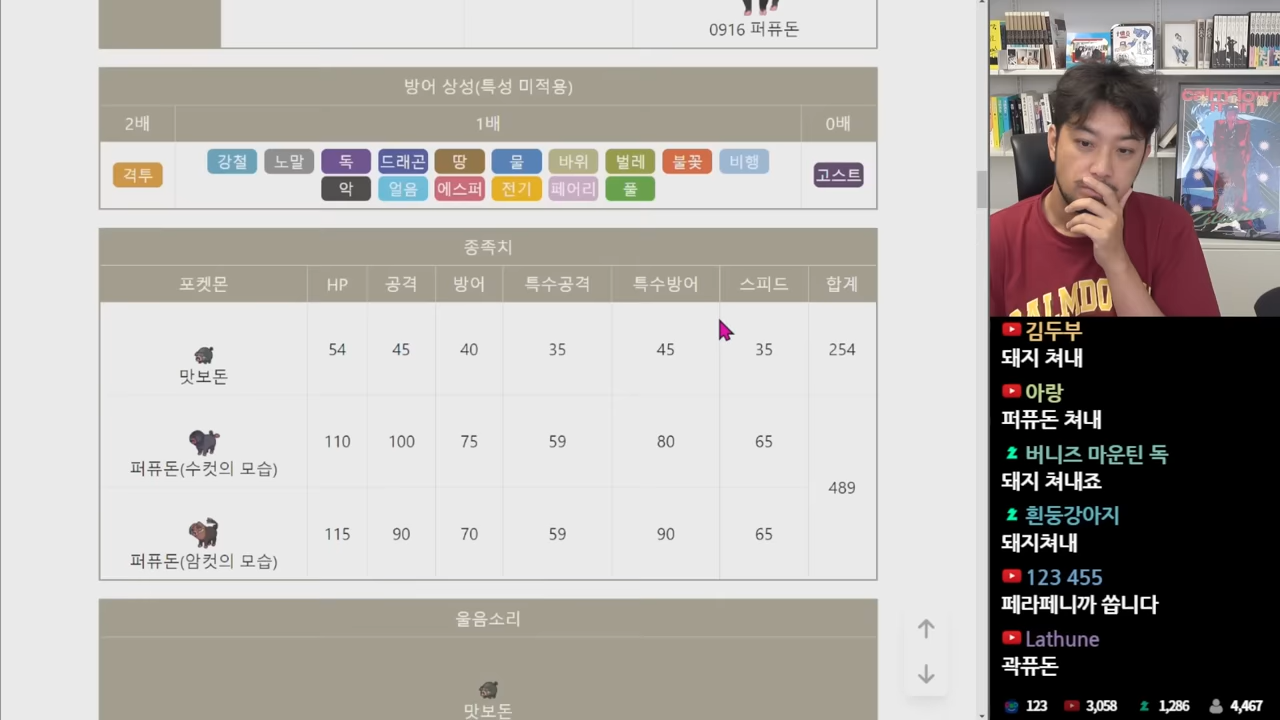 0916 퍼퓨돈
방어 상성(특성 미적용)
2배 1배 0배
격투 강철 노말 독 드래곤 땅 물 바위 벌레 불꽃 비행 고스트
악 얼음 에스퍼 전기 페어리 풀
종족치
포켓몬 HP 공격 방어 특수공격 특수방어 스피드 합계
맛보돈 54 45 40 35 45 35 254
퍼퓨돈(수컷의 모습) 110 100 75 59 80 65
489
퍼퓨돈(암컷의 모습) 115 90 70 59 90 65
울음소리
맛보돈
calmdown
CALMDO
김두부
돼지 쳐내
아랑
퍼퓨돈 쳐내
버니즈 마운틴 독
돼지 쳐내죠
흰둥강아지
돼지쳐내
123 455
페라페니까 씁니다
Lathune
곽퓨돈
123 3,058 1,286 4,467